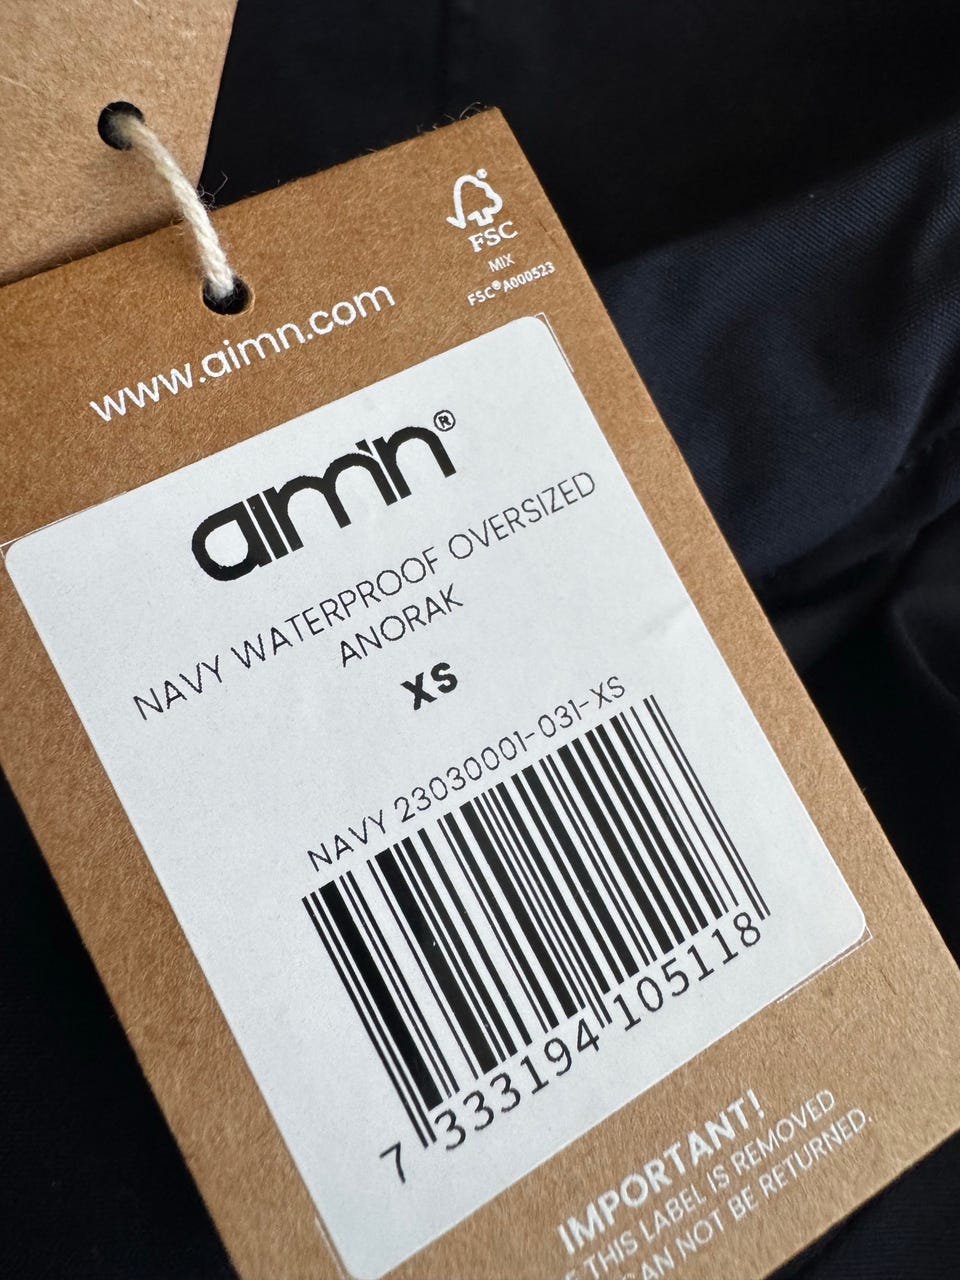 FSC
MIX
FSC®A000523
www.aimn.com
aim'n®
NAVY WATERPROOF OVERSIZED
ANORAK
XS
NAVY 23030001-031-XS
7 333194 105118
IMPORTANT!
THIS LABEL IS REMOVED
NOT BE RETURNED.